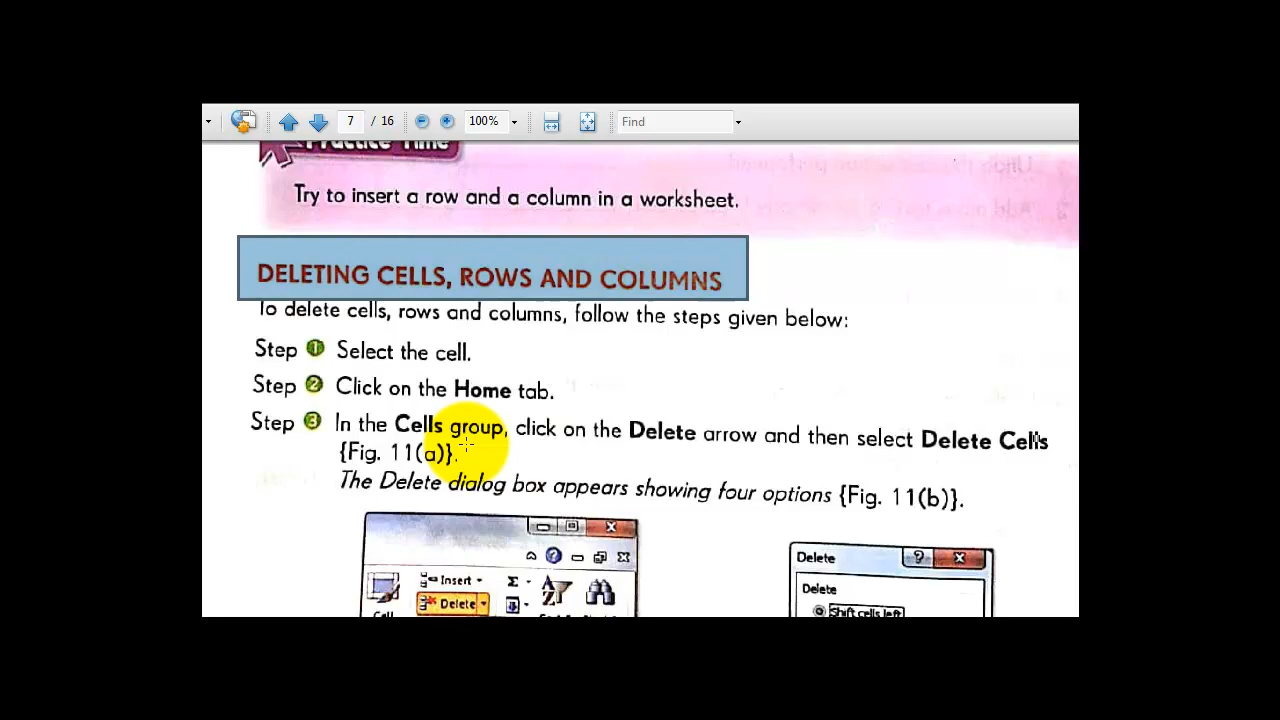 7 / 16 100% Find
Practice Time
Try to insert a row and a column in a worksheet.
DELETING CELLS, ROWS AND COLUMNS
To delete cells, rows and columns, follow the steps given below:
Step 1 Select the cell.
Step 2 Click on the Home tab.
Step 3 In the Cells group, click on the Delete arrow and then select Delete Cells
{Fig. 11(a)}.
The Delete dialog box appears showing four options {Fig. 11(b)}.
Insert
Delete
Cell
Delete
Delete
Shift cells left